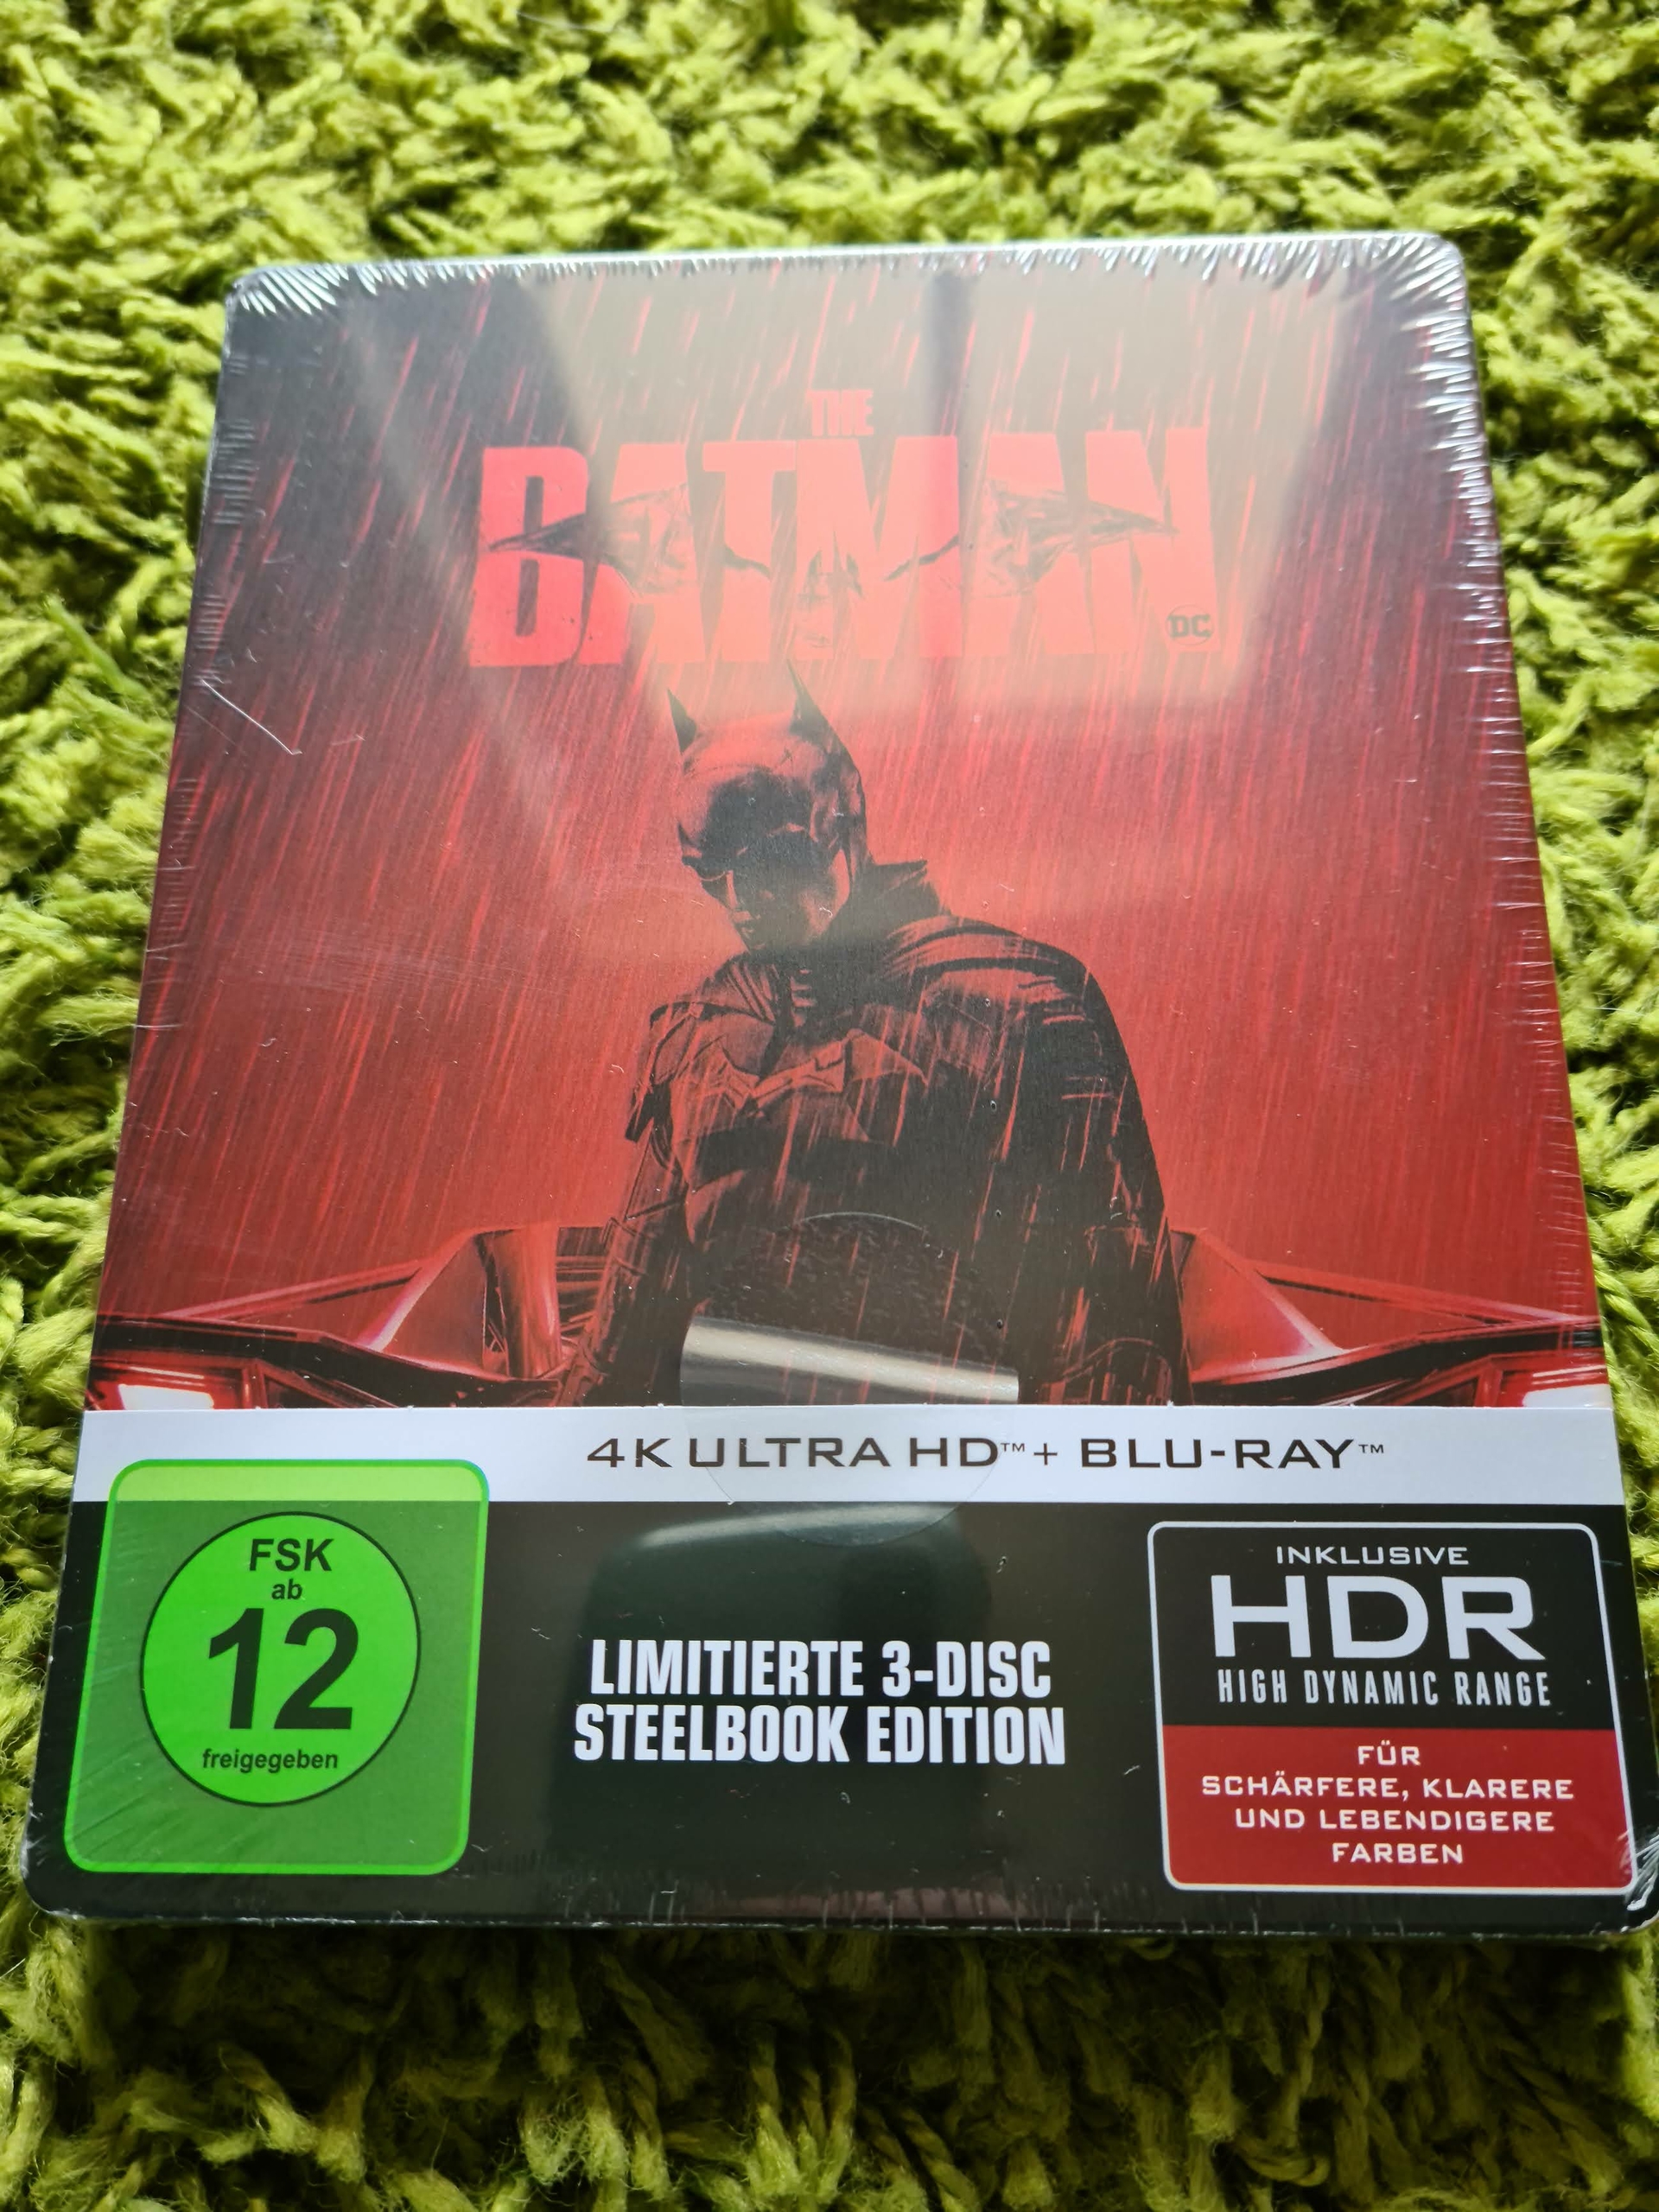 THE
BATMAN
DC
4K ULTRA HD™ + BLU-RAY™
FSK
ab
12
freigegeben
LIMITIERTE 3-DISC
STEELBOOK EDITION
INKLUSIVE
HDR
HIGH DYNAMIC RANGE
FÜR
SCHÄRFERE, KLARERE
UND LEBENDIGERE
FARBEN